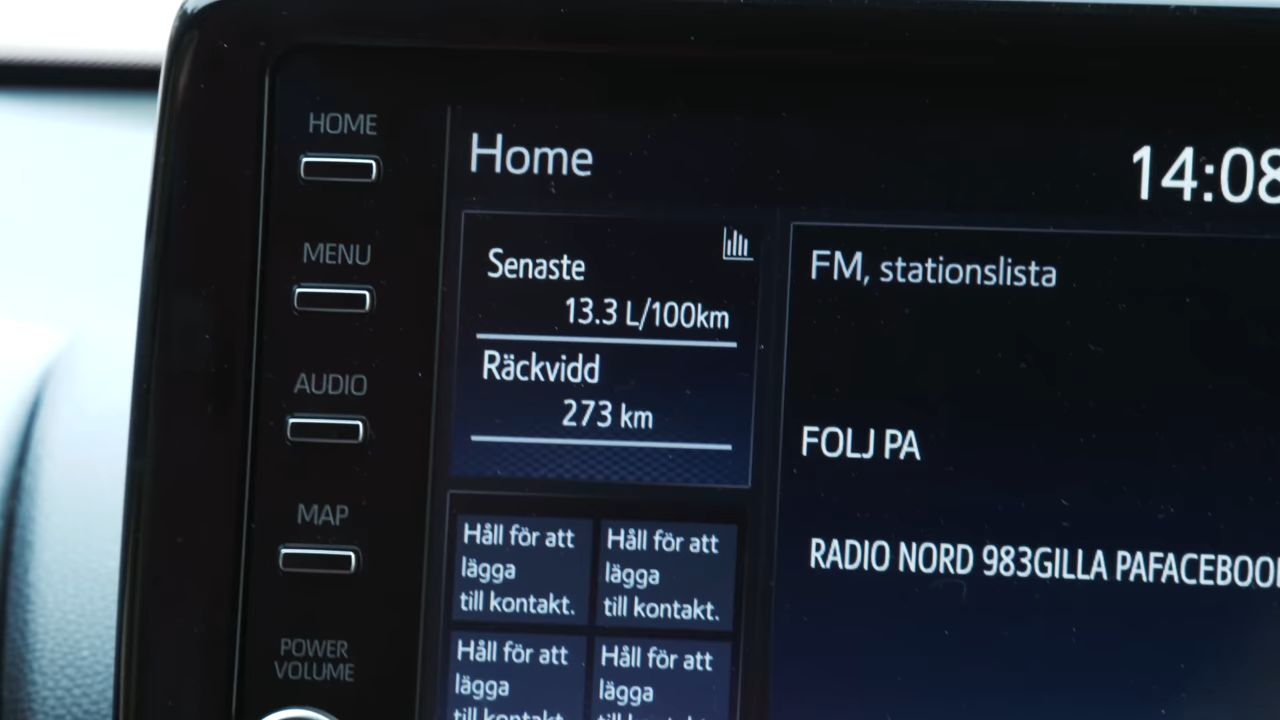 HOME
MENU
AUDIO
MAP
POWER
VOLUME
Home
14:08
Senaste
13.3 L/100km
Räckvidd
273 km
FM, stationslista
FOLJ PA
RADIO NORD 983GILLA PAFACEBOO
Håll för att
lägga
till kontakt.
Håll för att
lägga
till kontakt.
Håll för att
lägga
till kontakt
Håll för att
lägga
till kontakt